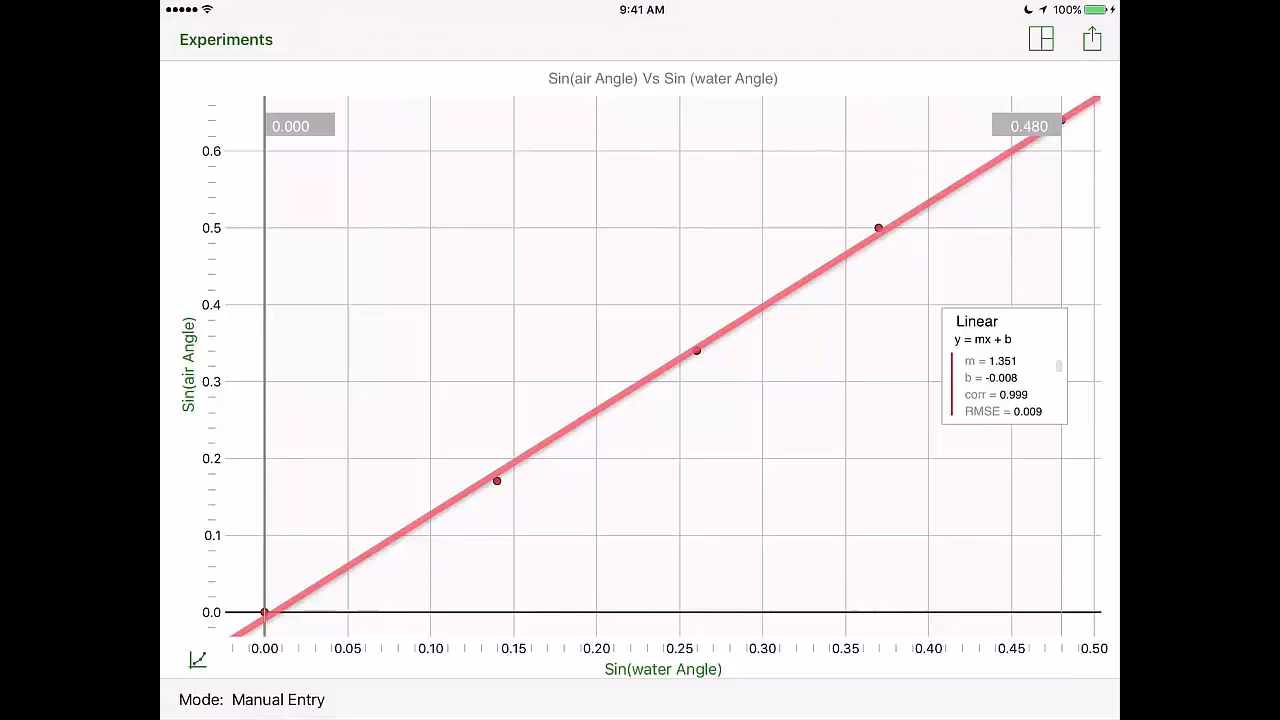 9:41 AM
100%
Experiments
Sin(air Angle) Vs Sin (water Angle)
0.000
0.480
0.6
0.5
0.4
0.3
0.2
0.1
0.0
Sin(air Angle)
Linear
y = mx + b
m = 1.351
b = -0.008
corr = 0.999
RMSE = 0.009
0.00 0.05 0.10 0.15 0.20 0.25 0.30 0.35 0.40 0.45 0.50
Sin(water Angle)
Mode: Manual Entry